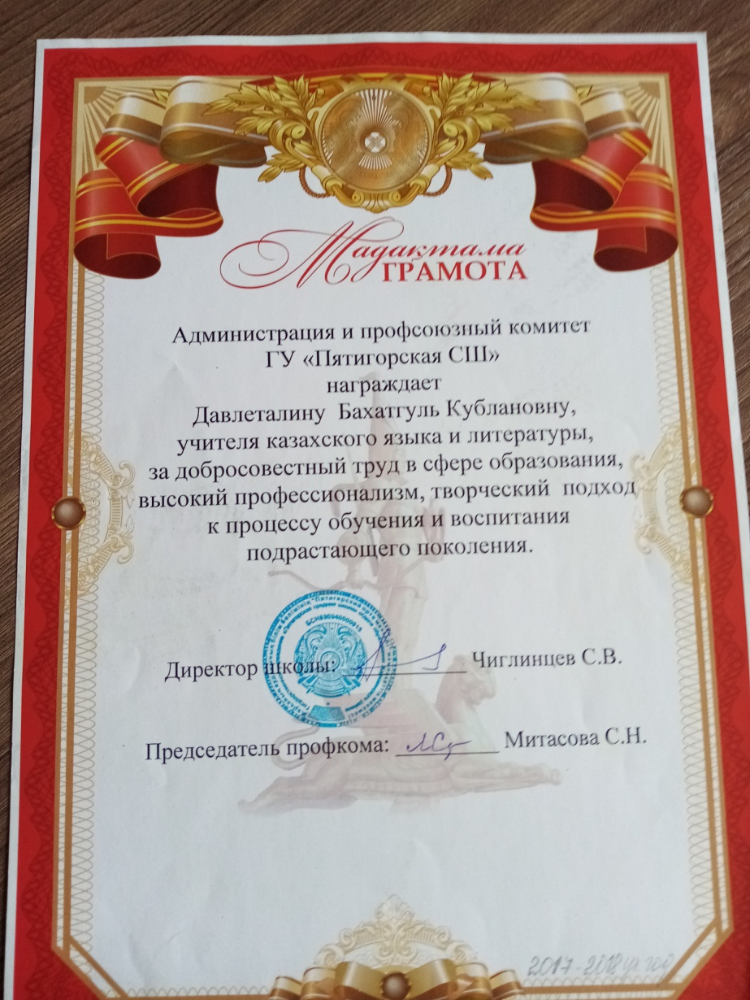 Мадақтама
ГРАМОТА
Администрация и профсоюзный комитет
ГУ «Пятигорская СШ»
награждает
Давлеталину Бахатгуль Кублановну,
учителя казахского языка и литературы,
за добросовестный труд в сфере образования,
высокий профессионализм, творческий подход
к процессу обучения и воспитания
подрастающего поколения.
Директор школы: Чиглинцев С.В.
Председатель профкома: Митасова С.Н.
2017-2018 уч. год